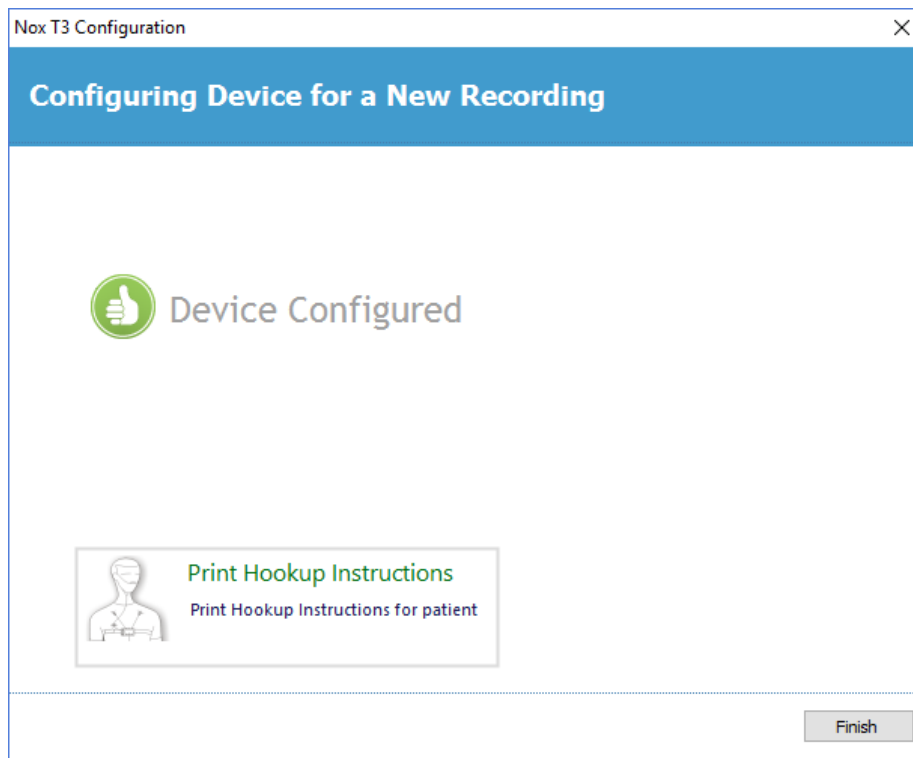 Nox T3 Configuration
Configuring Device for a New Recording
Device Configured
Print Hookup Instructions
Print Hookup Instructions for patient
Finish